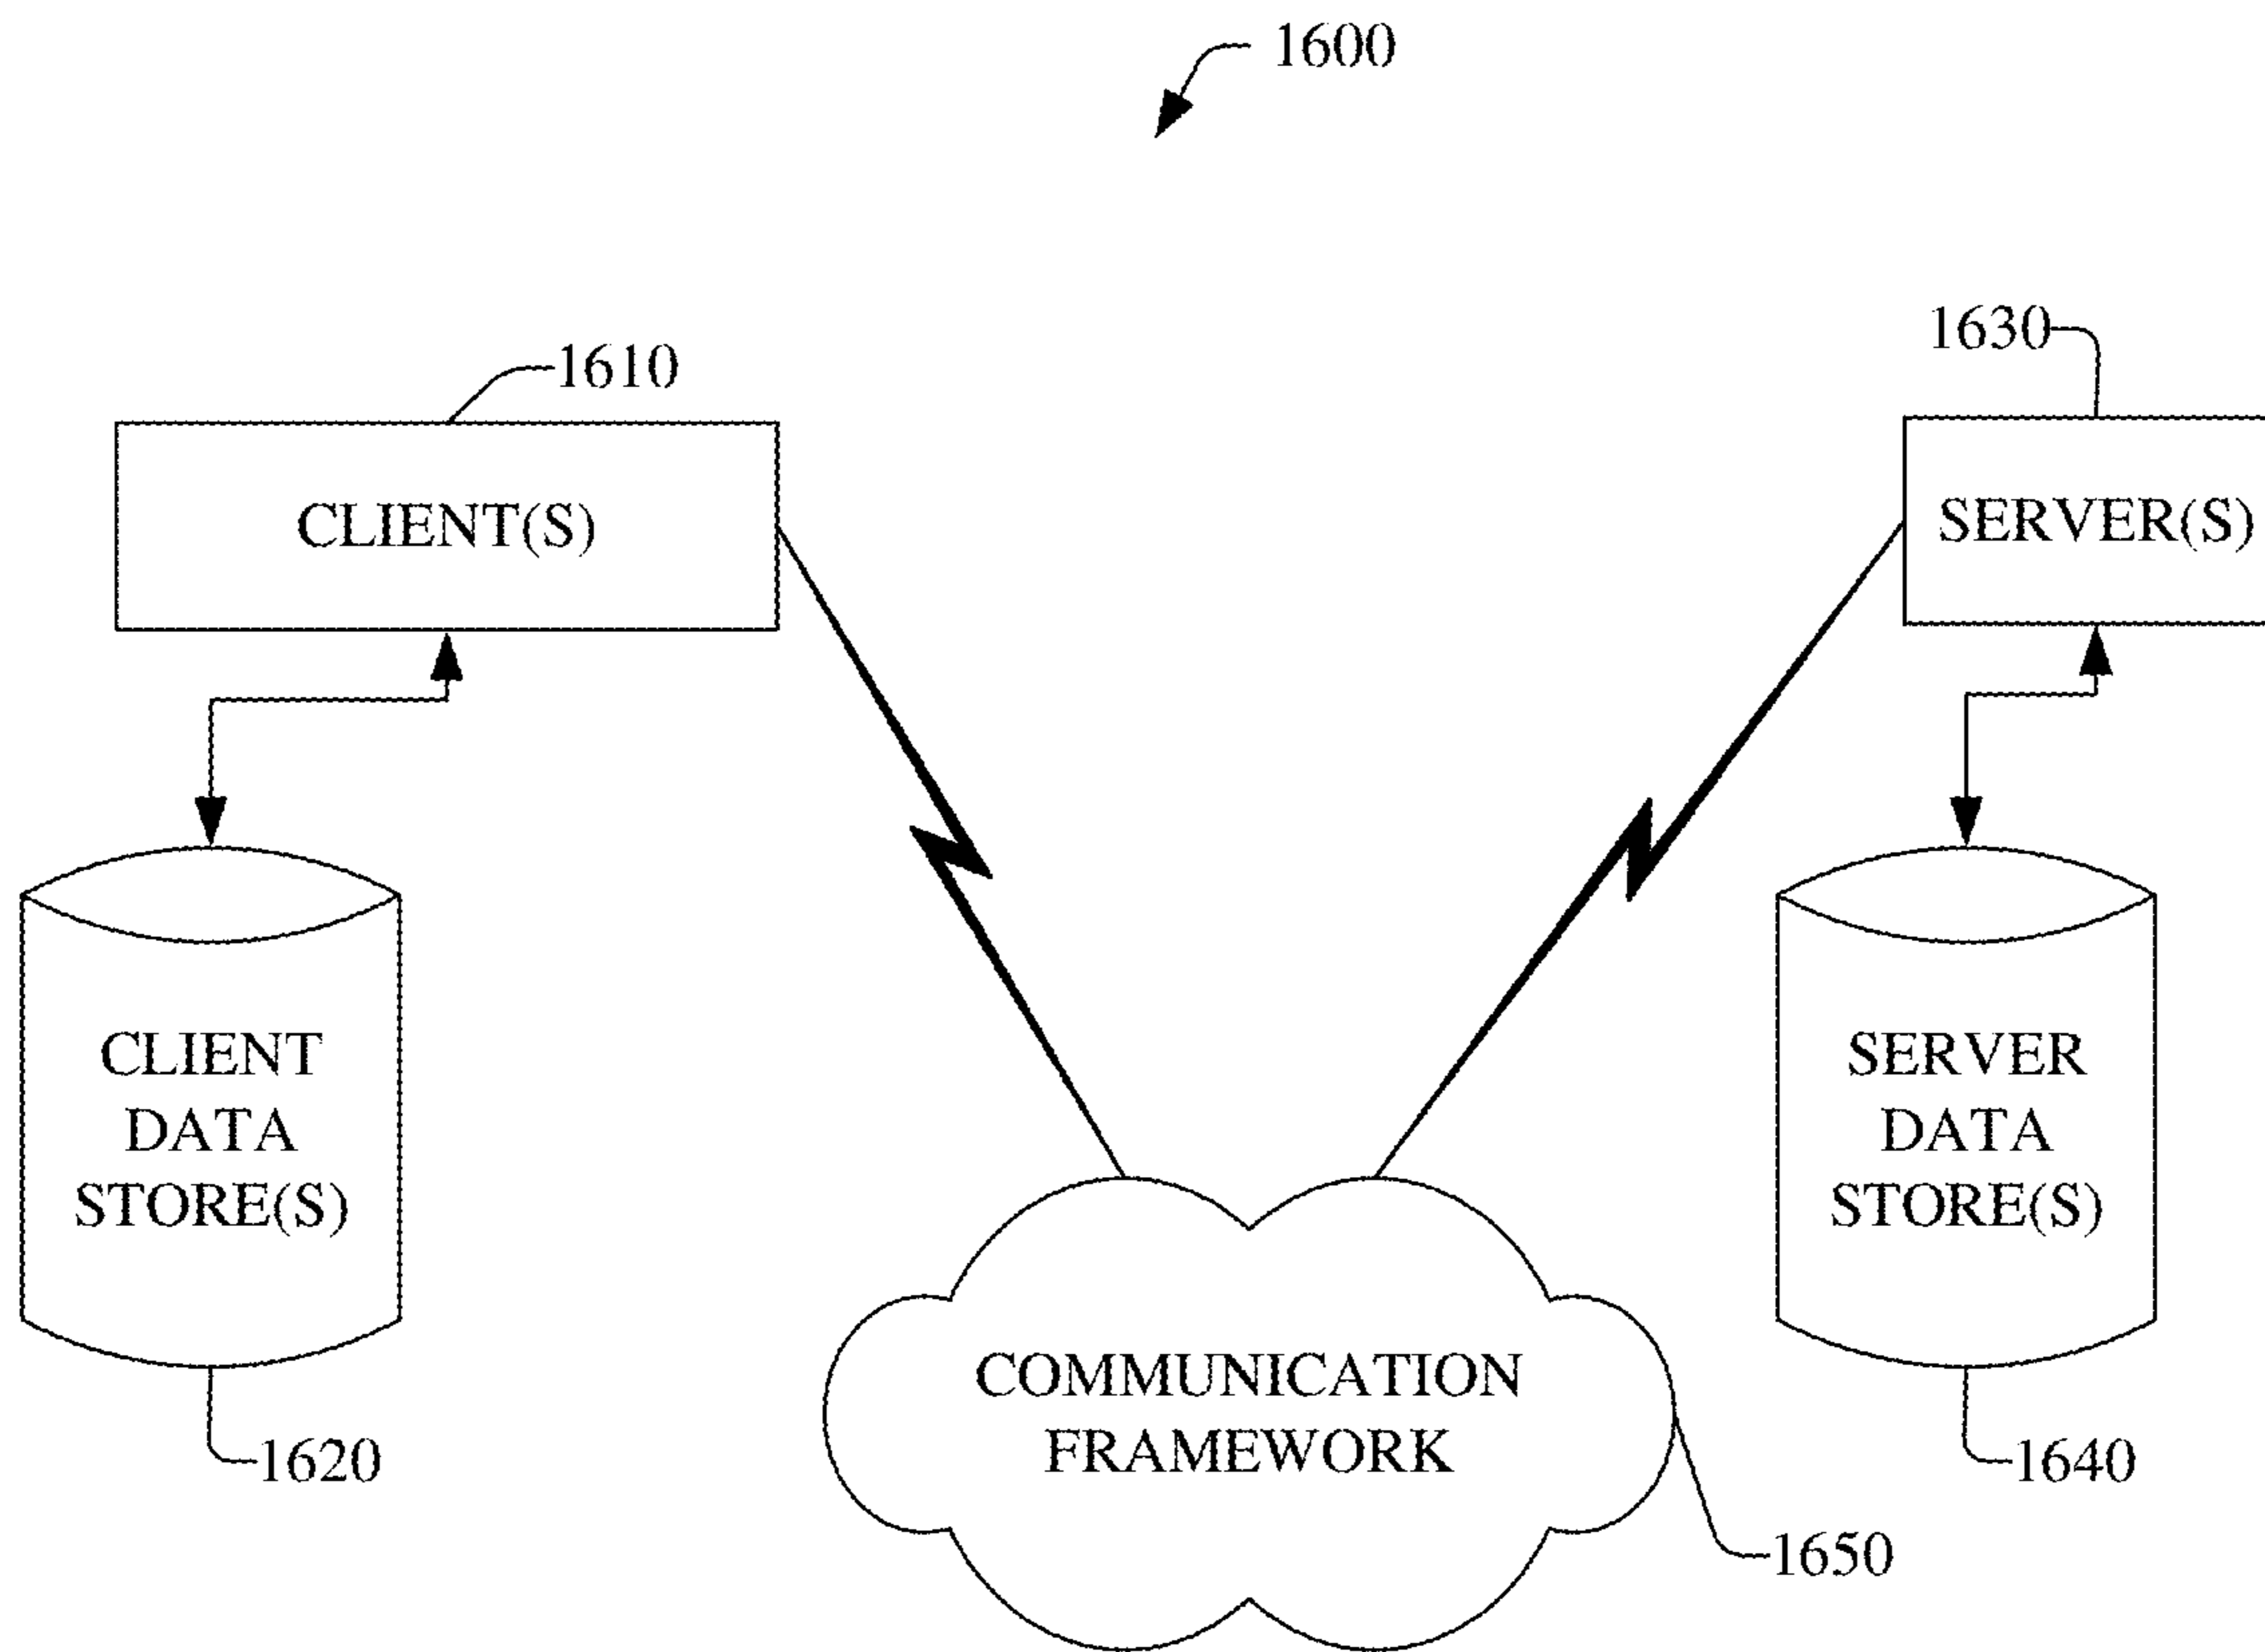 1600
1610
1630
CLIENT(S)
SERVER(S)
CLIENT
DATA
STORE(S)
SERVER
DATA
STORE(S)
COMMUNICATION
FRAMEWORK
1620
1640
1650